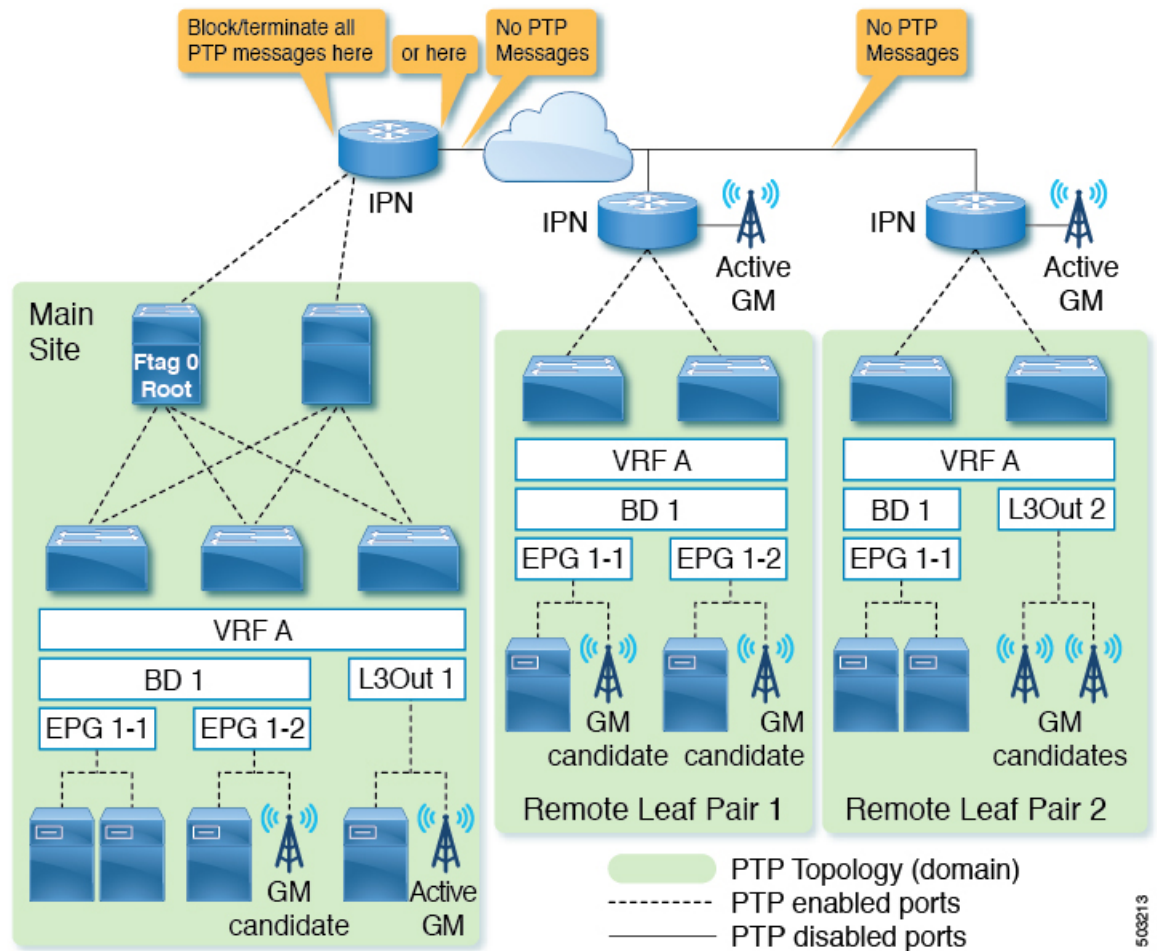 Block/terminate all
PTP messages here
or here
No PTP
Messages
No PTP
Messages
IPN
IPN
Active
GM
IPN
Active
GM
Main
Site
Ftag 0
Root
VRF A
BD 1
L3Out 1
EPG 1-1
EPG 1-2
GM
candidate
Active
GM
VRF A
BD 1
EPG 1-1
EPG 1-2
GM
candidate
GM
candidate
Remote Leaf Pair 1
VRF A
BD 1
L3Out 2
EPG 1-1
GM
candidates
Remote Leaf Pair 2
PTP Topology (domain)
PTP enabled ports
PTP disabled ports
503213